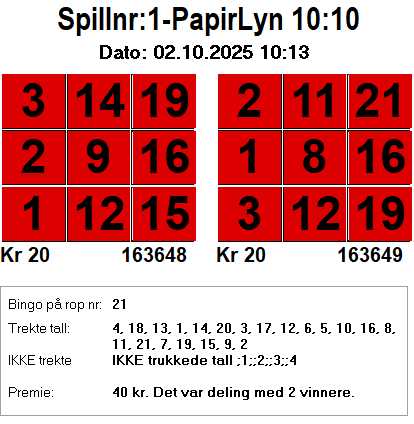 Spillnr:1-PapirLyn 10:10
Dato: 02.10.2025 10:13
3 14 19 2 11 21
2 9 16 1 8 16
1 12 15 3 12 19
Kr 20 163648 Kr 20 163649
Bingo på rop nr: 21
Trekte tall: 4, 18, 13, 1, 14, 20, 3, 17, 12, 6, 5, 10, 16, 8,
11, 21, 7, 19, 15, 9, 2
IKKE trekte IKKE trukkede tall ;1;;2;;3;;4
Premie: 40 kr. Det var deling med 2 vinnere.